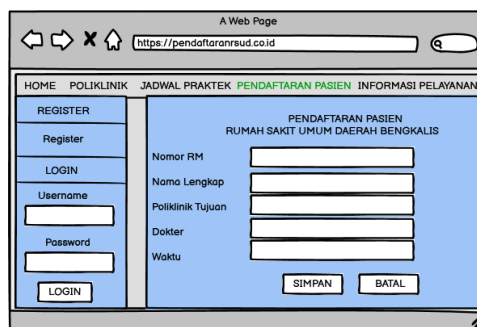 A Web Page
https://pendaftaranrsud.co.id
HOME POLIKLINIK JADWAL PRAKTEK PENDAFTARAN PASIEN INFORMASI PELAYANAN
REGISTER
Register
LOGIN
Username
Password
LOGIN
PENDAFTARAN PASIEN
RUMAH SAKIT UMUM DAERAH BENGKALIS
Nomor RM
Nama Lengkap
Poliklinik Tujuan
Dokter
Waktu
SIMPAN BATAL